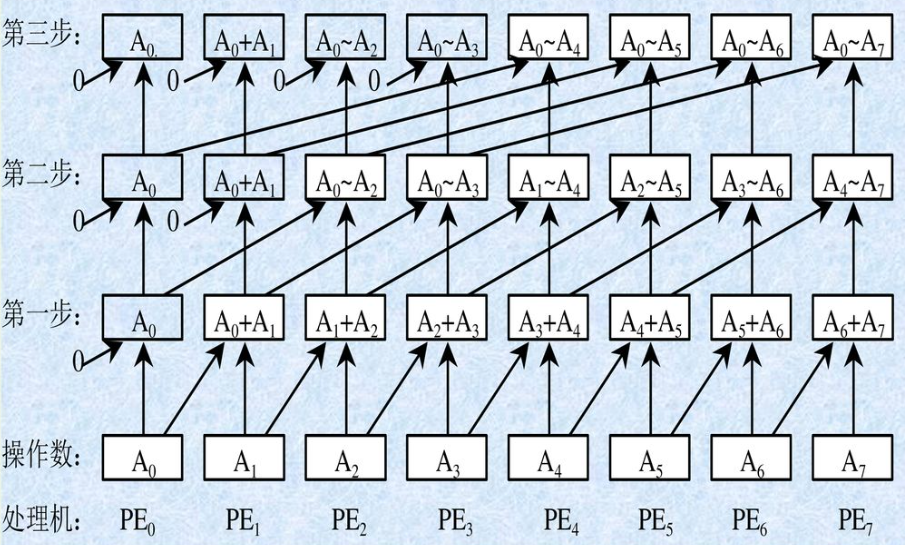 第三步: A₀. A₀+A₁ A₀~A₂ A₀~A₃ A₀~A₄ A₀~A₅ A₀~A₆ A₀~A₇
0 0 0 0
第二步: A₀ A₀+A₁ A₀~A₂ A₀~A₃ A₁~A₄ A₂~A₅ A₃~A₆ A₄~A₇
0 0
第一步: A₀ A₀+A₁ A₁+A₂ A₂+A₃ A₃+A₄ A₄+A₅ A₅+A₆ A₆+A₇
0
操作数: A₀ A₁ A₂ A₃ A₄ A₅ A₆ A₇
处理机: PE₀ PE₁ PE₂ PE₃ PE₄ PE₅ PE₆ PE₇